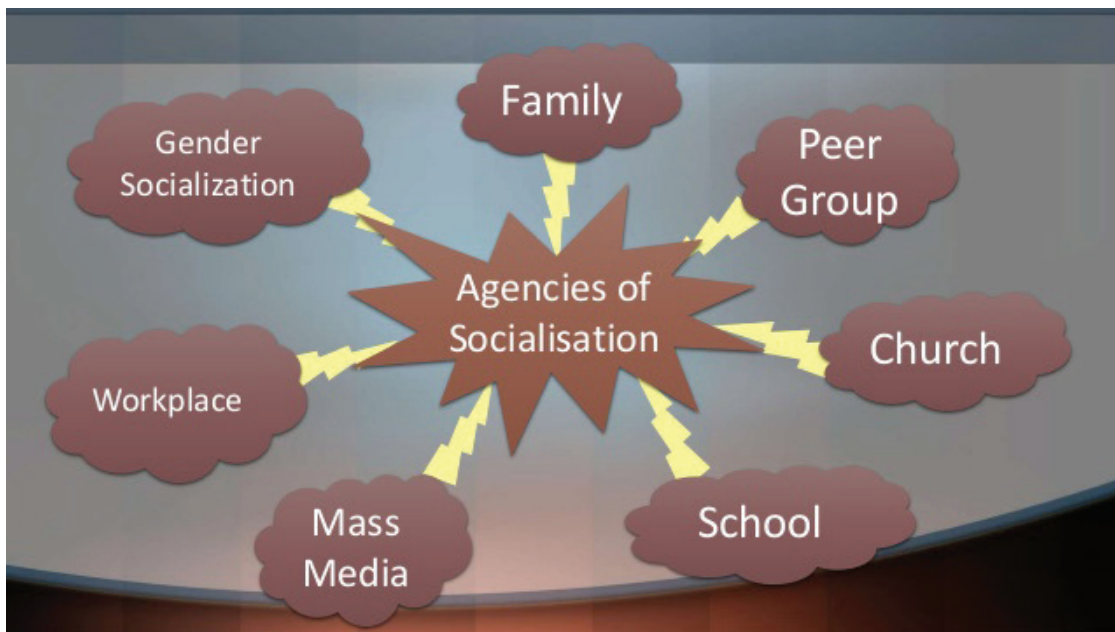 Family
Gender
Socialization
Peer
Group
Agencies of
Socialisation
Church
Workplace
Mass
Media
School